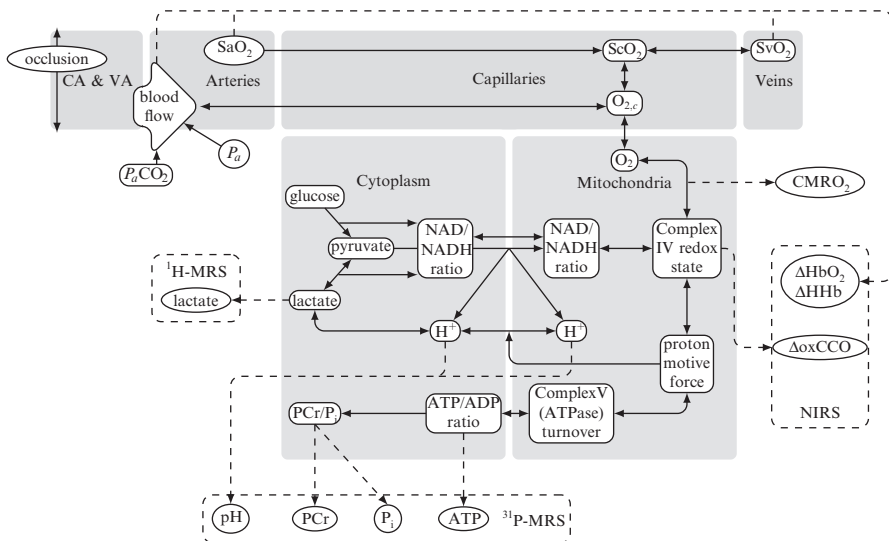 SaO₂
ScO₂
SvO₂
occlusion
CA & VA
Arteries
Capillaries
Veins
blood
flow
O₂,c
Pₐ
PₐCO₂
O₂
Cytoplasm
Mitochondria
CMRO₂
glucose
pyruvate
NAD/
NADH
ratio
NAD/
NADH
ratio
Complex
IV redox
state
¹H-MRS
lactate
lactate
ΔHbO₂
ΔHHb
H⁺
H⁺
proton
motive
force
ΔoxCCO
NIRS
PCr/Pᵢ
ATP/ADP
ratio
ComplexV
(ATPase)
turnover
pH
PCr
Pᵢ
ATP
³¹P-MRS